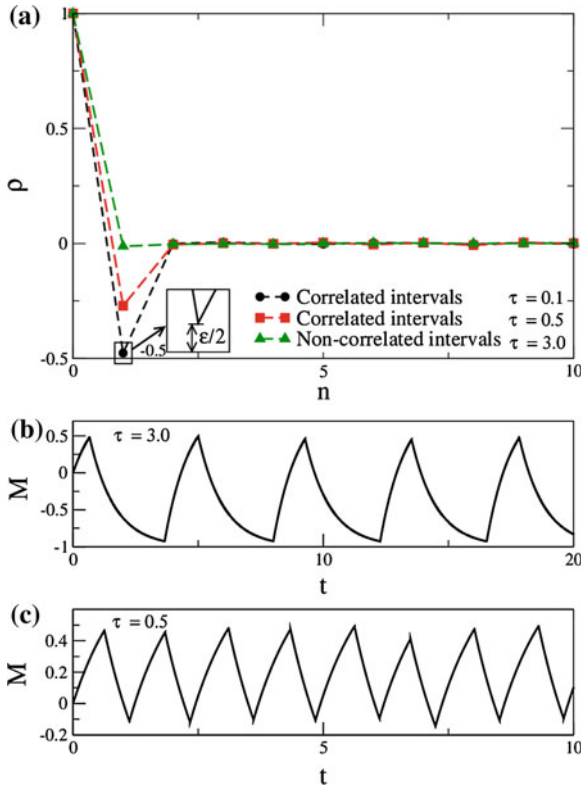 (a)
1
0.5
0
-0.5
ρ
-0.5
ε/2
Correlated intervals τ = 0.1
Correlated intervals τ = 0.5
Non-correlated intervals τ = 3.0
0 5 10
n
(b)
τ = 3.0
0.5
0
-0.5
-1
M
0 5 10 15 20
t
(c)
τ = 0.5
0.4
0.2
0
-0.2
M
0 5 10
t